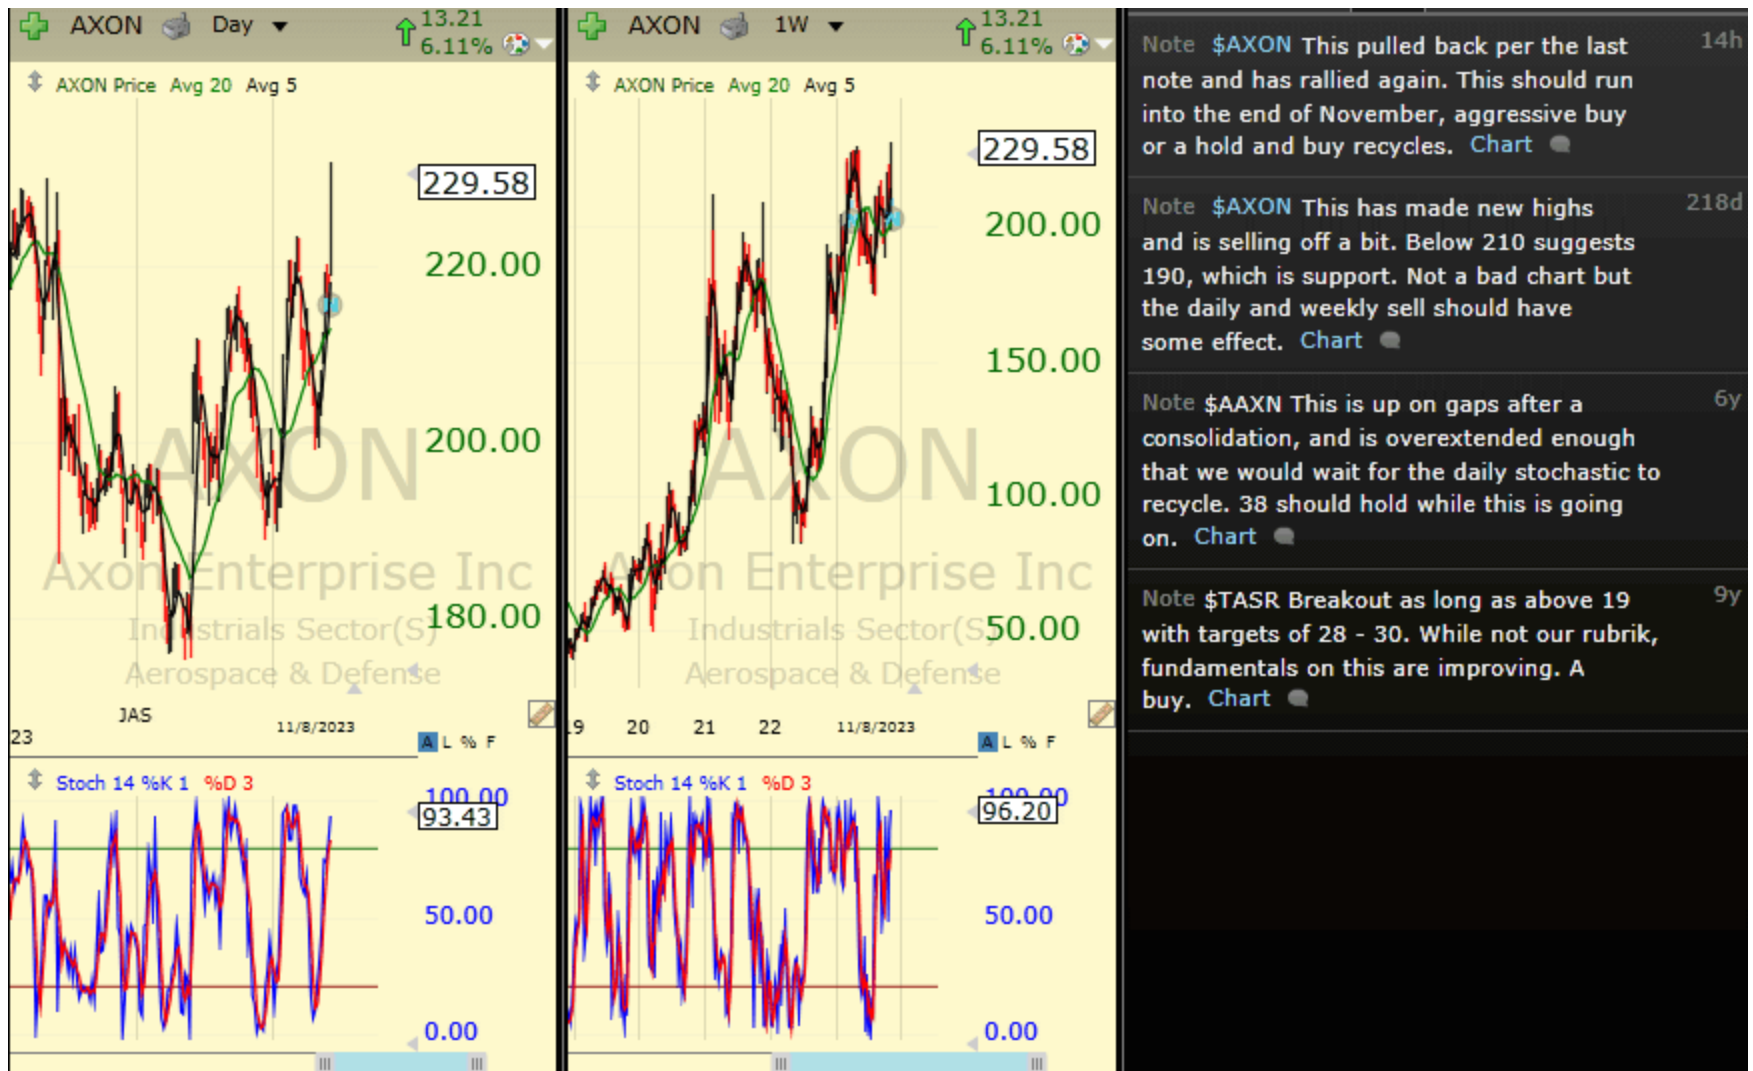 AXON Day 13.21 6.11%
AXON Price Avg 20 Avg 5
229.58
220.00
200.00
180.00
AXON
Axon Enterprise Inc
Industrials Sector(S)
Aerospace & Defense
23 JAS 11/8/2023
A L % F
Stoch 14 %K 1 %D 3
100.00
93.43
50.00
0.00
AXON 1W 13.21 6.11%
AXON Price Avg 20 Avg 5
229.58
200.00
150.00
100.00
50.00
AXON
Axon Enterprise Inc
Industrials Sector(S)
Aerospace & Defense
19 20 21 22 11/8/2023
A L % F
Stoch 14 %K 1 %D 3
100.00
96.20
50.00
0.00
Note $AXON This pulled back per the last 14h
note and has rallied again. This should run
into the end of November, aggressive buy
or a hold and buy recycles. Chart
Note $AXON This has made new highs 218d
and is selling off a bit. Below 210 suggests
190, which is support. Not a bad chart but
the daily and weekly sell should have
some effect. Chart
Note $AAXN This is up on gaps after a 6y
consolidation, and is overextended enough
that we would wait for the daily stochastic to
recycle. 38 should hold while this is going
on. Chart
Note $TASR Breakout as long as above 19 9y
with targets of 28 - 30. While not our rubrik,
fundamentals on this are improving. A
buy. Chart